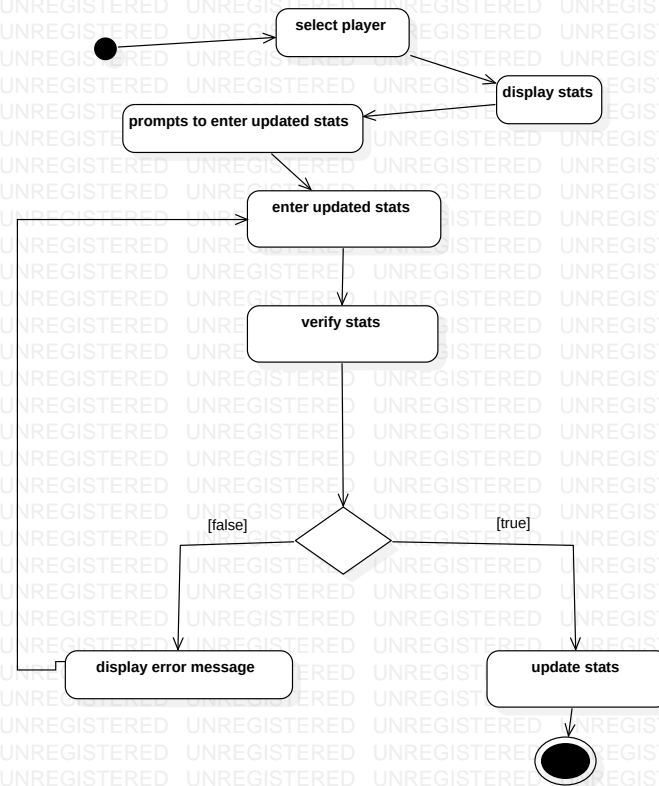 select player
display stats
prompts to enter updated stats
enter updated stats
verify stats
[false]
[true]
display error message
update stats